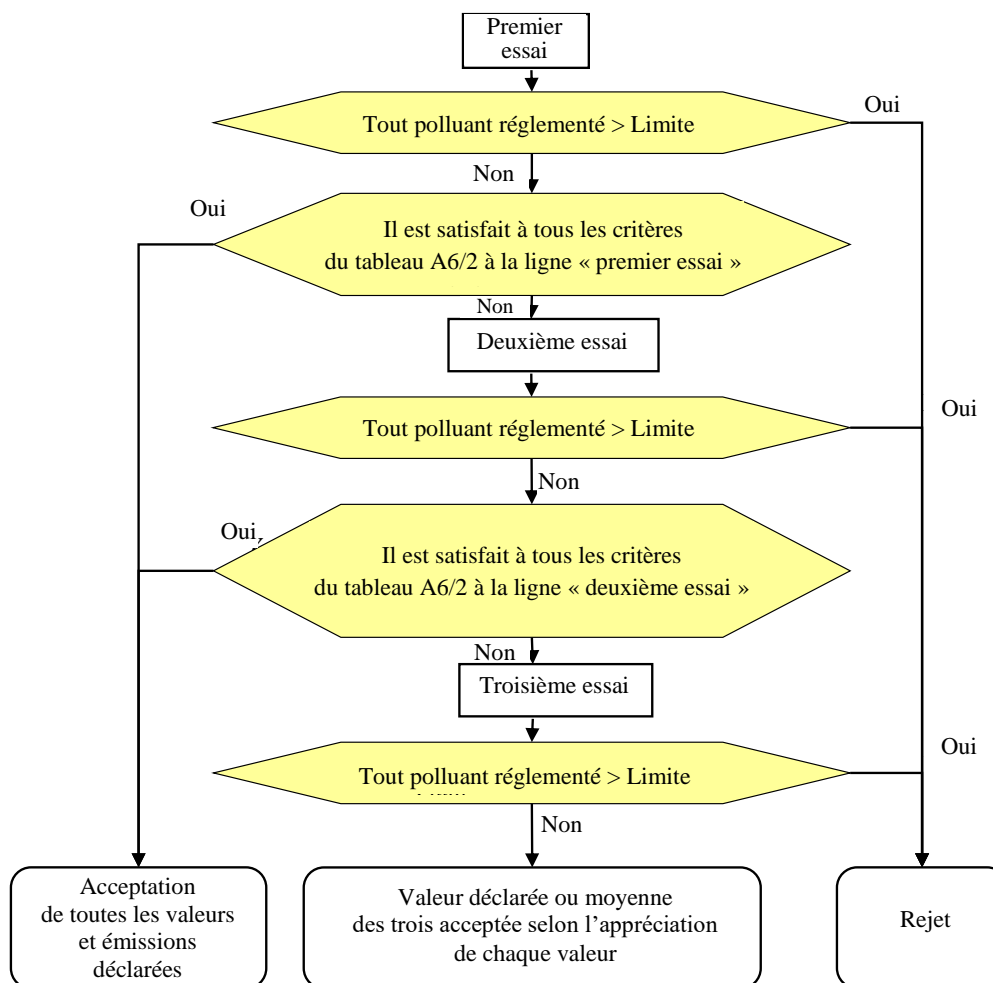 Premier
essai
Tout polluant réglementé > Limite
Oui
Non
Oui
Il est satisfait à tous les critères
du tableau A6/2 à la ligne « premier essai »
Non
Deuxième essai
Tout polluant réglementé > Limite
Oui
Non
Oui
Il est satisfait à tous les critères
du tableau A6/2 à la ligne « deuxième essai »
Non
Troisième essai
Tout polluant réglementé > Limite
Oui
Non
Acceptation
de toutes les valeurs
et émissions
déclarées
Valeur déclarée ou moyenne
des trois acceptée selon l’appréciation
de chaque valeur
Rejet